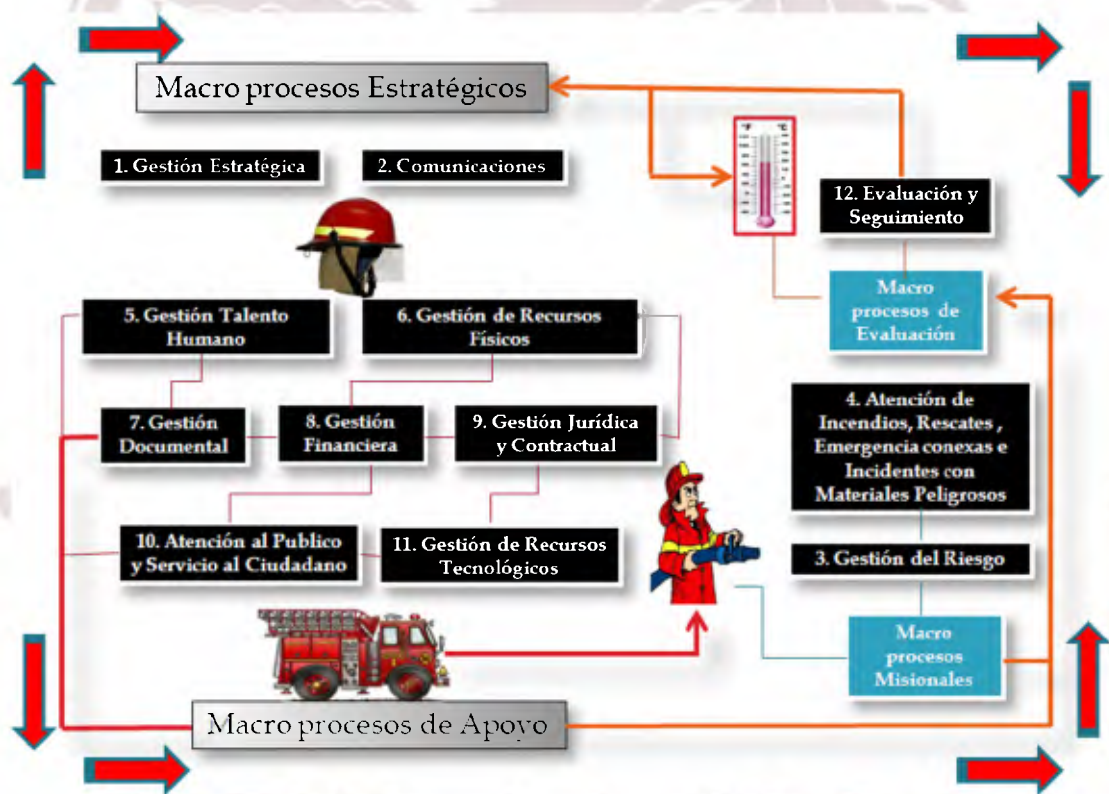 Macro procesos Estratégicos
1. Gestión Estratégica
2. Comunicaciones
°F
°C
12. Evaluación y
Seguimiento
Macro
procesos de
Evaluación
5. Gestión Talento
Humano
6. Gestión de Recursos
Físicos
7. Gestión
Documental
8. Gestión
Financiera
9. Gestión Jurídica
y Contractual
4. Atención de
Incendios, Rescates ,
Emergencia conexas e
Incidentes con
Materiales Peligrosos
10. Atención al Publico
y Servicio al Ciudadano
11. Gestión de Recursos
Tecnológicos
3. Gestión del Riesgo
Macro
procesos
Misionales
Macro procesos de Apoyo